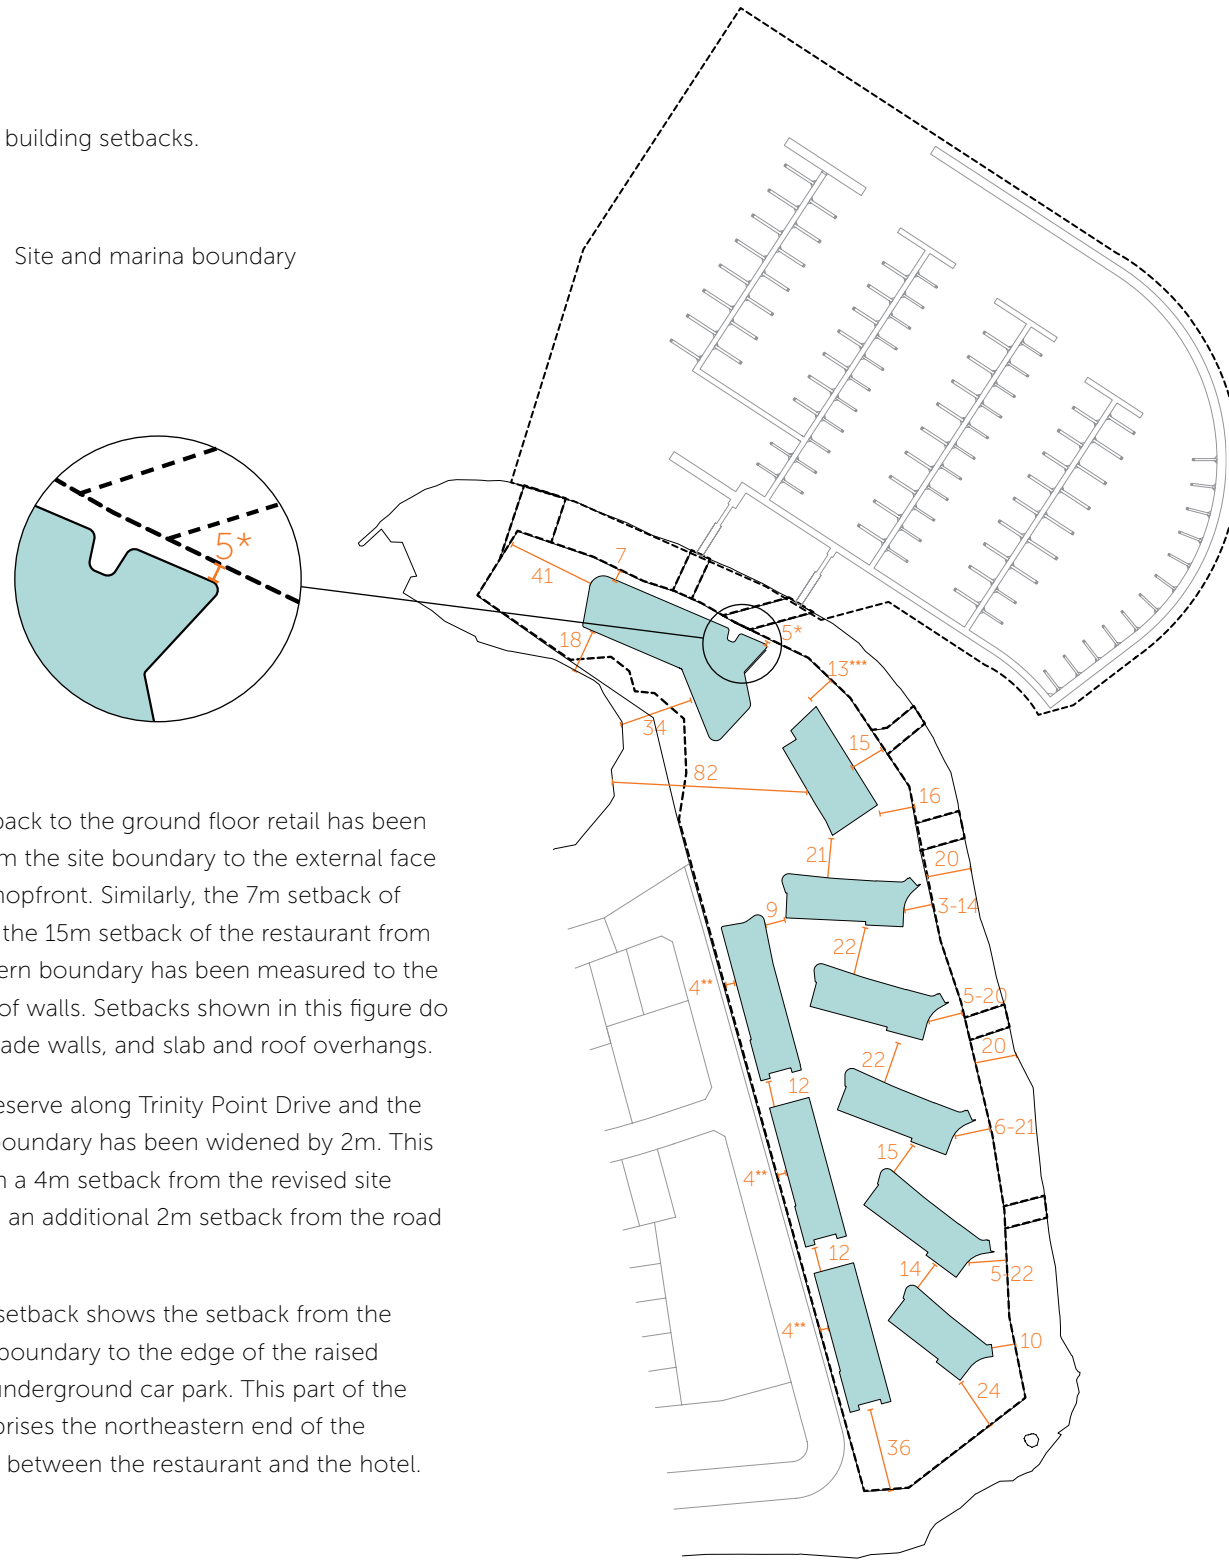 building setbacks.
Site and marina boundary
5*
41
7
18
5*
34
13***
82
15
16
21
20
3-14
9
22
4**
5-20
20
22
12
6-21
15
4**
12
14
5-22
4**
10
24
36
back to the ground floor retail has been
m the site boundary to the external face
hopfront. Similarly, the 7m setback of
the 15m setback of the restaurant from
ern boundary has been measured to the
of walls. Setbacks shown in this figure do
ade walls, and slab and roof overhangs.
eserve along Trinity Point Drive and the
boundary has been widened by 2m. This
n a 4m setback from the revised site
an additional 2m setback from the road
setback shows the setback from the
boundary to the edge of the raised
underground car park. This part of the
prises the northeastern end of the
between the restaurant and the hotel.